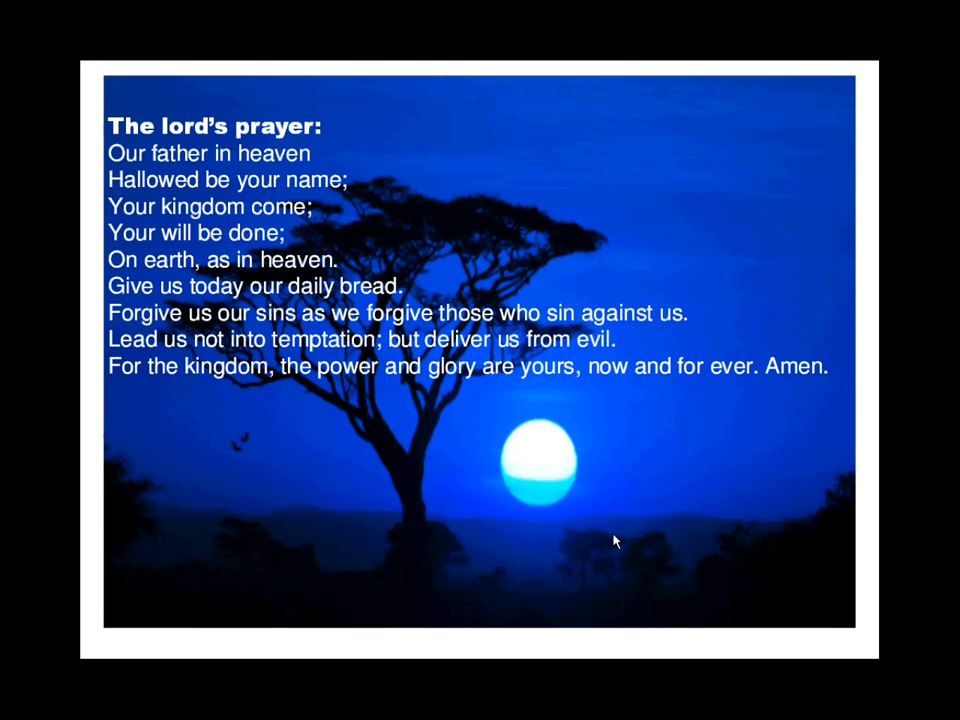 The lord’s prayer:
Our father in heaven
Hallowed be your name;
Your kingdom come;
Your will be done;
On earth, as in heaven.
Give us today our daily bread.
Forgive us our sins as we forgive those who sin against us.
Lead us not into temptation; but deliver us from evil.
For the kingdom, the power and glory are yours, now and for ever. Amen.